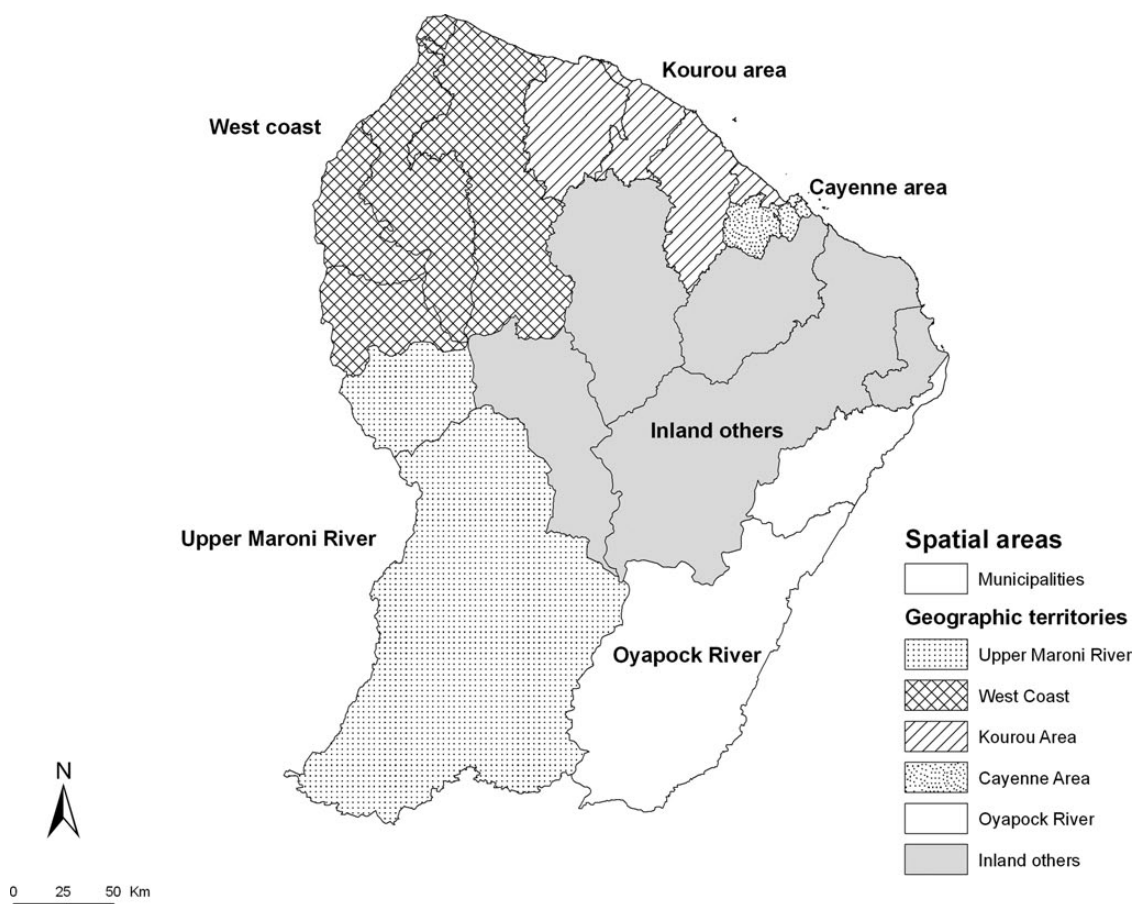 Kourou area
West coast
Cayenne area
Inland others
Upper Maroni River
Oyapock River
Spatial areas
Municipalities
Geographic territories
Upper Maroni River
West Coast
Kourou Area
Cayenne Area
Oyapock River
Inland others
N
0 25 50 Km